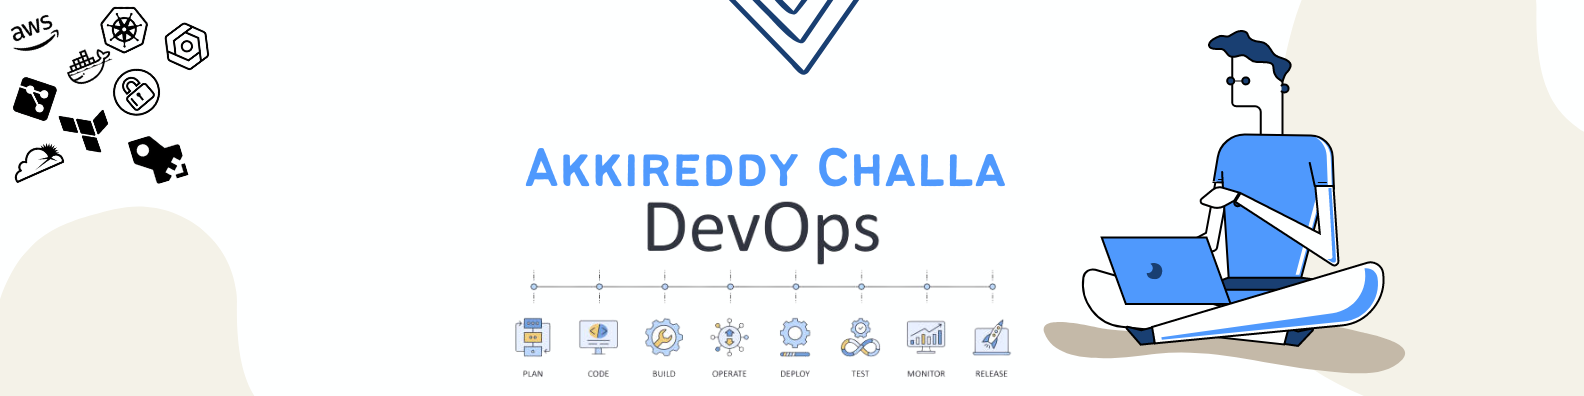 aws
AKKIREDDY CHALLA
DevOps
PLAN CODE BUILD OPERATE DEPLOY TEST MONITOR RELEASE